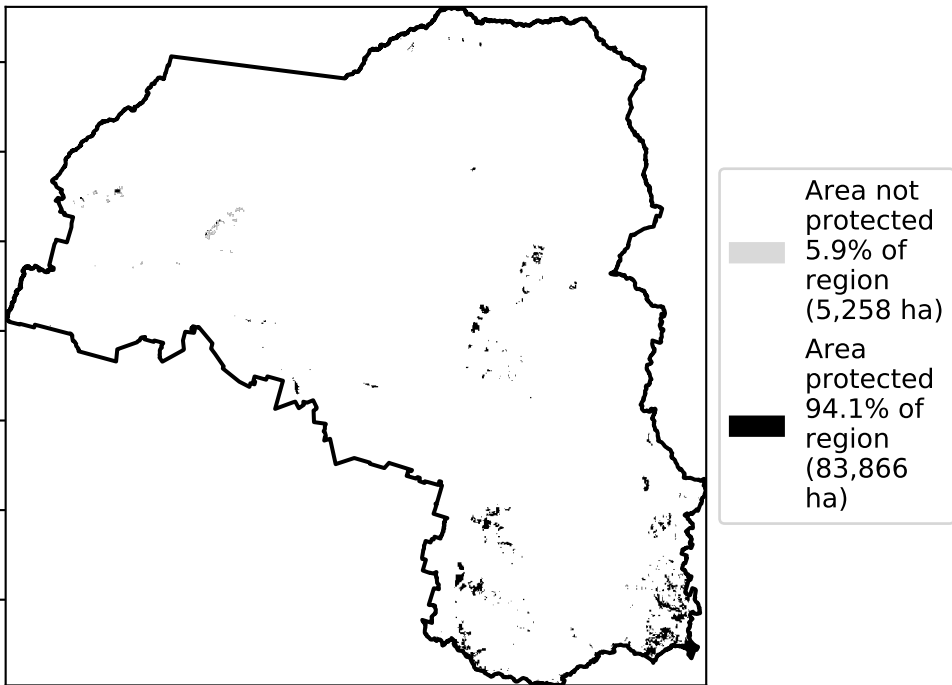 Area not
protected
5.9% of
region
(5,258 ha)
Area
protected
94.1% of
region
(83,866
ha)